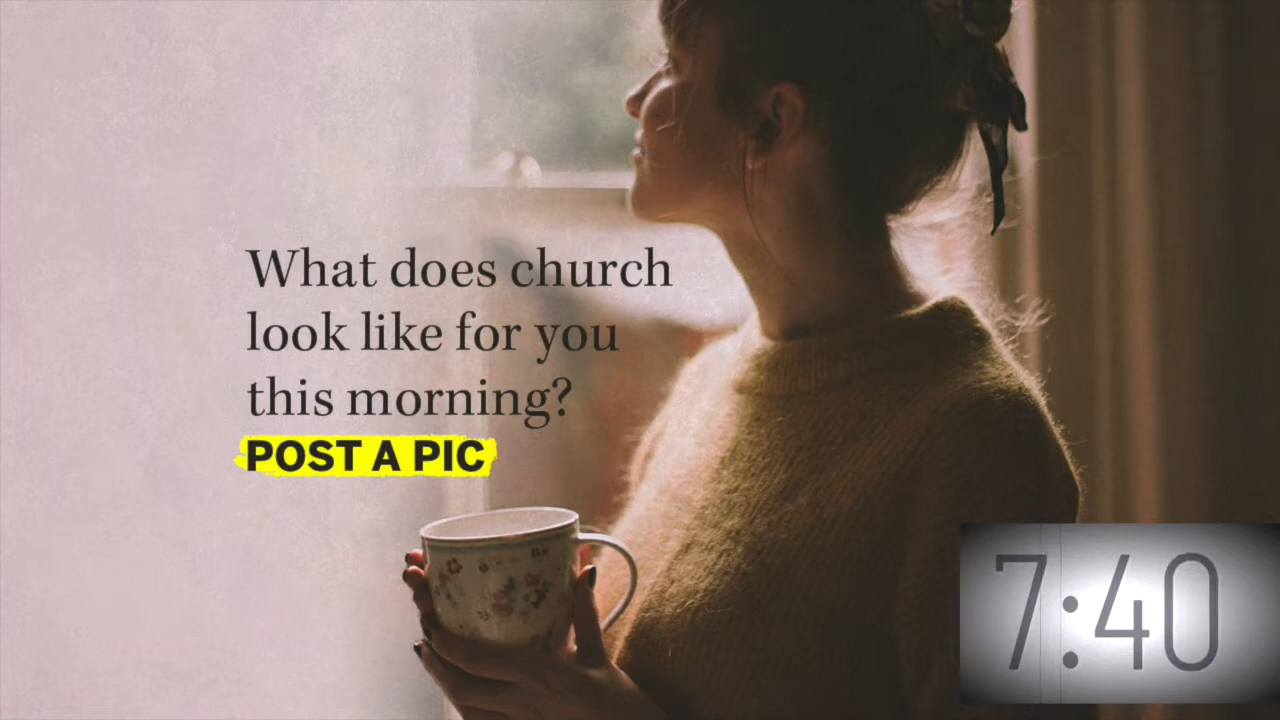 What does church
look like for you
this morning?
POST A PIC
7:40